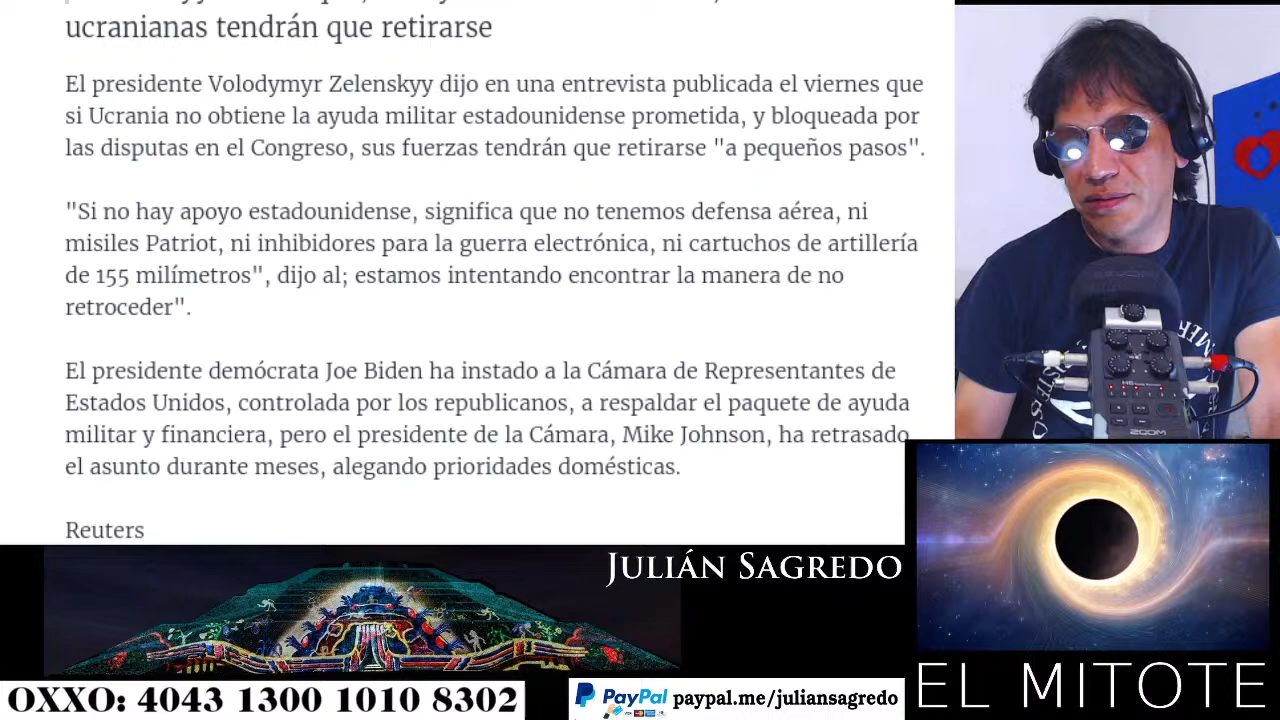 ucranianas tendrán que retirarse
El presidente Volodymyr Zelenskyy dijo en una entrevista publicada el viernes que
si Ucrania no obtiene la ayuda militar estadounidense prometida, y bloqueada por
las disputas en el Congreso, sus fuerzas tendrán que retirarse "a pequeños pasos".
"Si no hay apoyo estadounidense, significa que no tenemos defensa aérea, ni
misiles Patriot, ni inhibidores para la guerra electrónica, ni cartuchos de artillería
de 155 milímetros", dijo al; estamos intentando encontrar la manera de no
retroceder".
El presidente demócrata Joe Biden ha instado a la Cámara de Representantes de
Estados Unidos, controlada por los republicanos, a respaldar el paquete de ayuda
militar y financiera, pero el presidente de la Cámara, Mike Johnson, ha retrasado
el asunto durante meses, alegando prioridades domésticas.
Reuters
H6
zoom
JULIÁN SAGREDO
EL MITOTE
OXXO: 4043 1300 1010 8302
PayPal paypal.me/juliansagredo